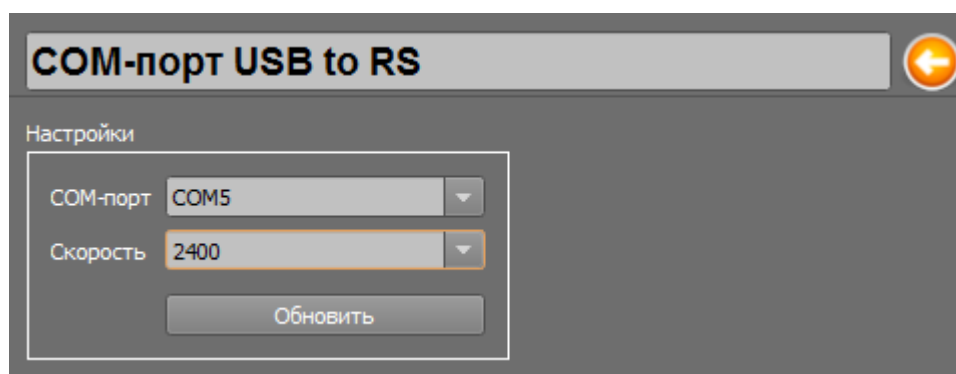 COM-порт USB to RS
Настройки
COM-порт COM5
Скорость 2400
Обновить